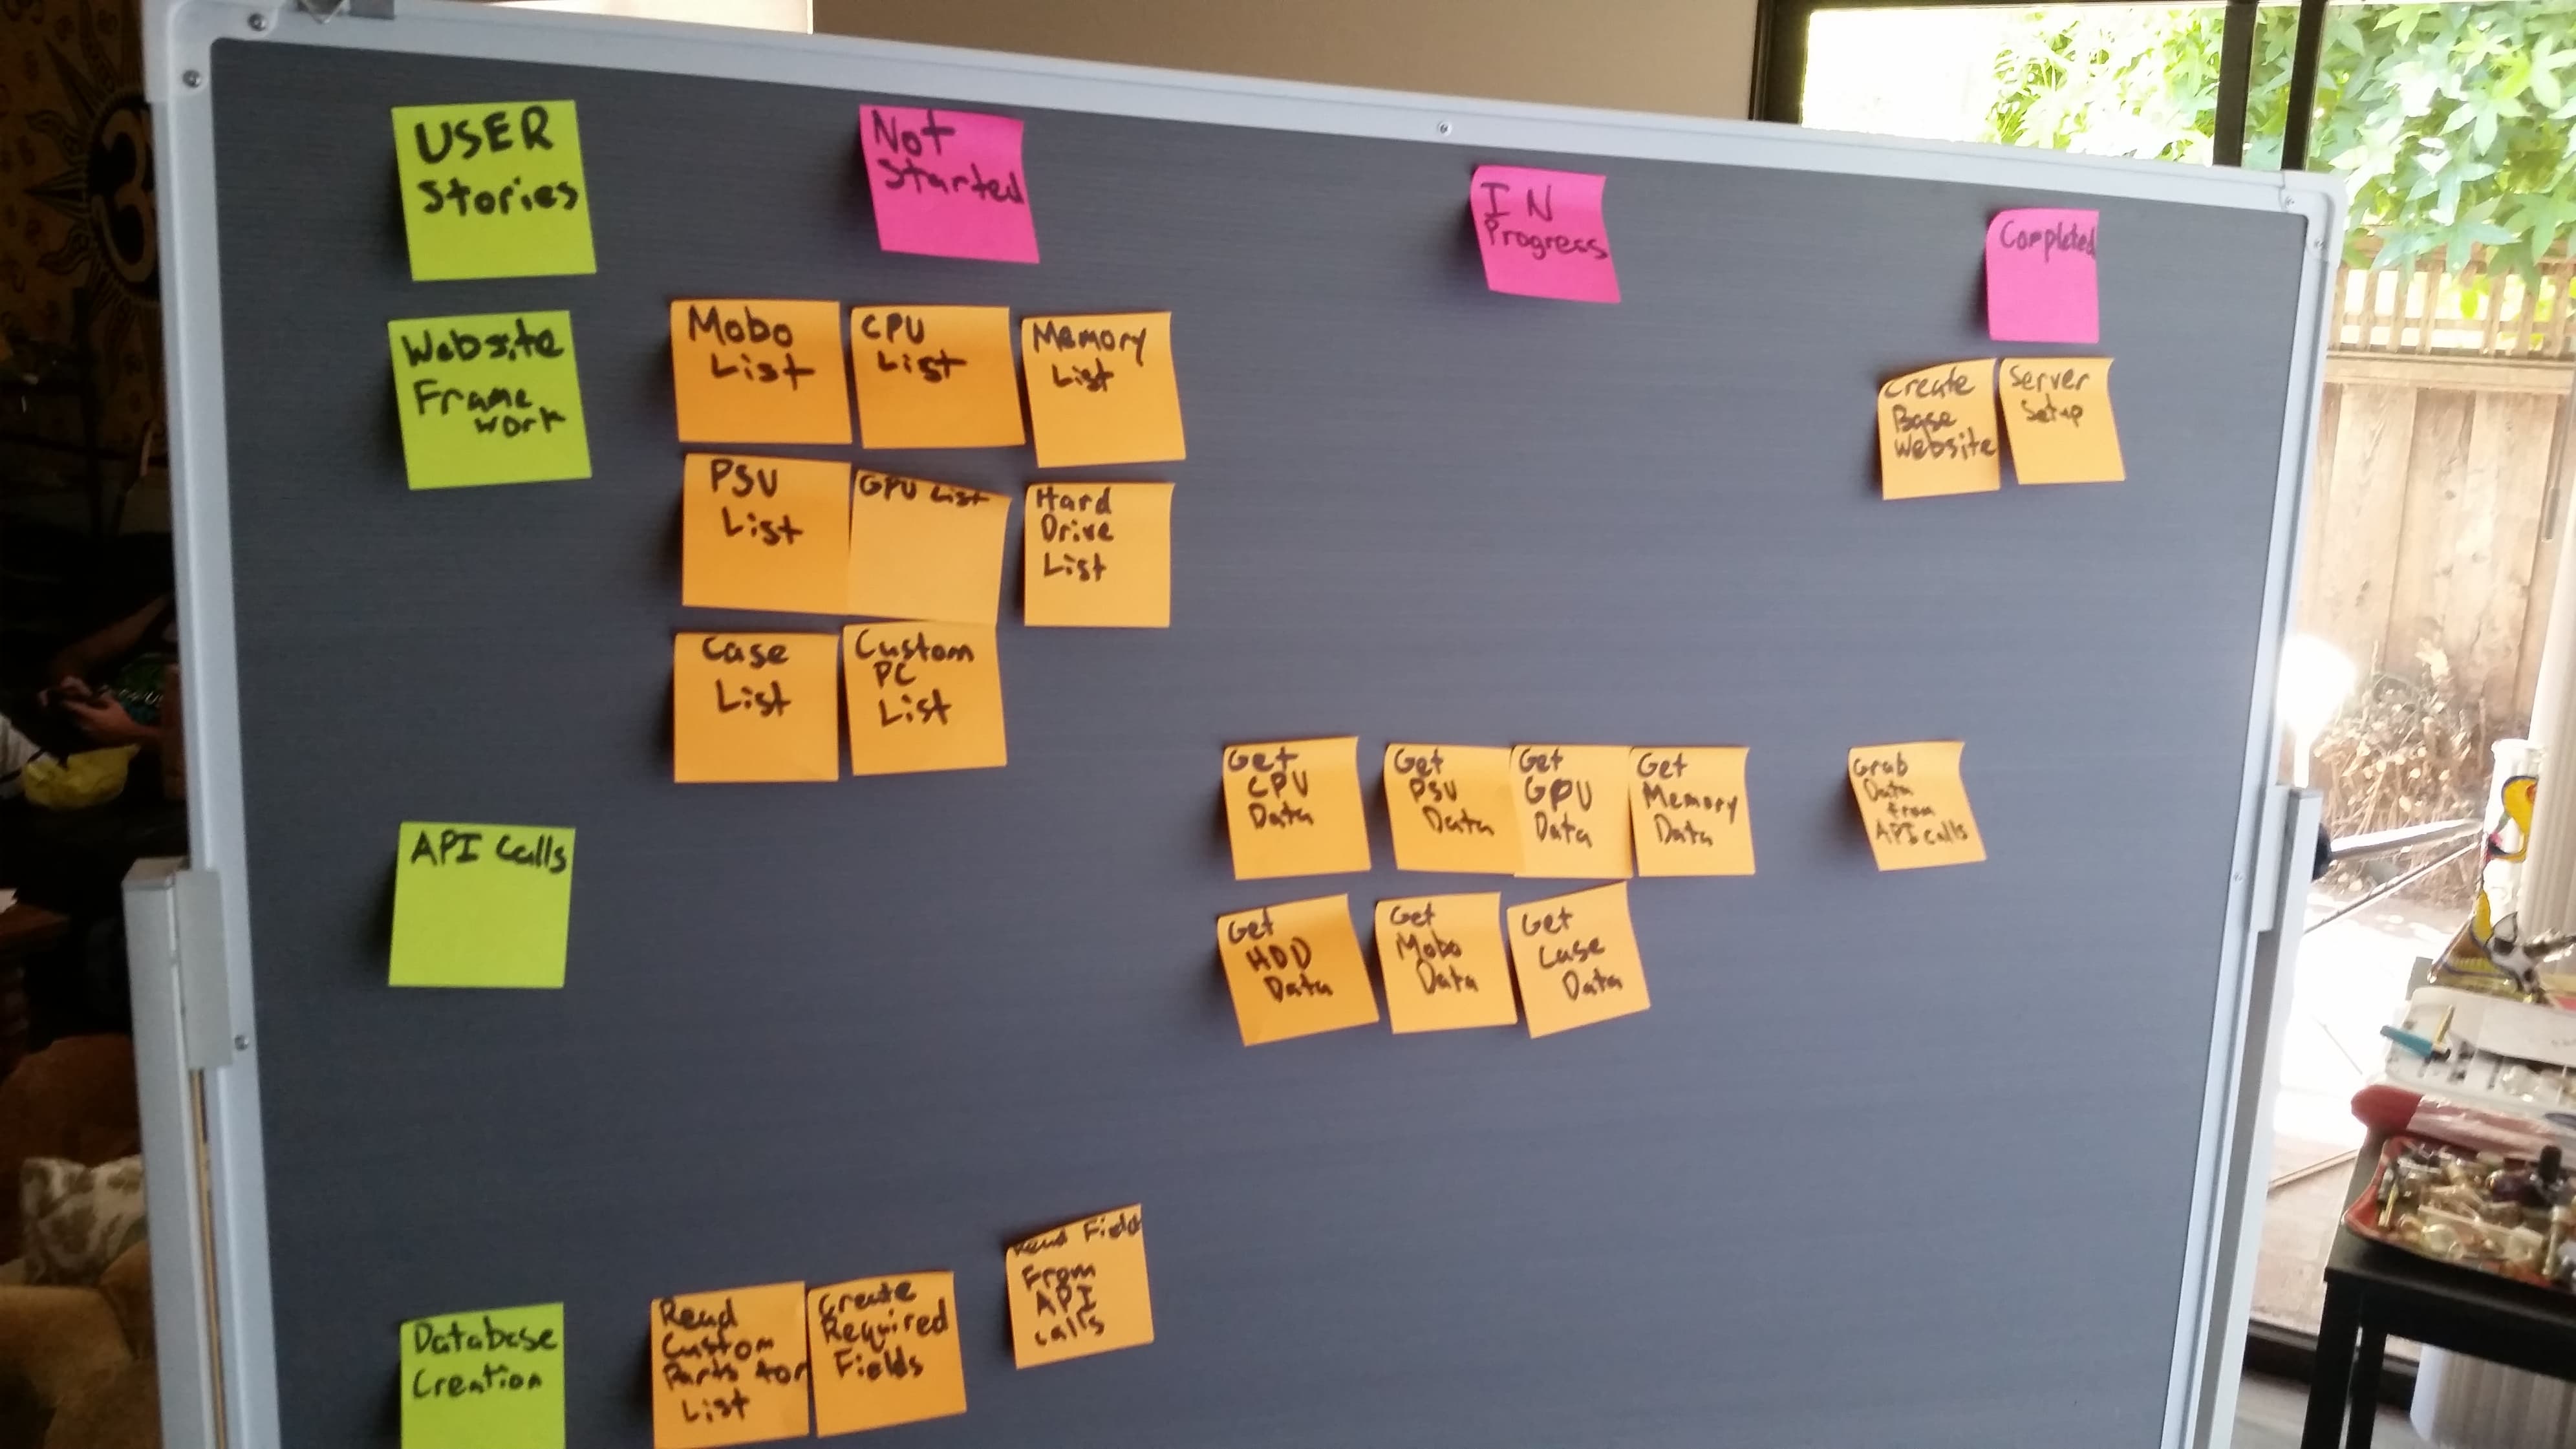 USER
Stories
Not
Started
IN
Progress
Completed
Website
Frame
work
Mobo
List
CPU
List
Memory
List
PSU
List
GPU List
Hard
Drive
List
Case
List
Custom
PC
List
Create
Base
Website
Server
Setup
API Calls
Get
CPU
Data
Get
PSU
Data
Get
GPU
Data
Get
Memory
Data
Get
HDD
Data
Get
Mobo
Data
Get
Case
Data
Grab
Data
from
API calls
Database
Creation
Read
Custom
Parts for
List
Create
Required
Fields
Read Field
From
API
calls